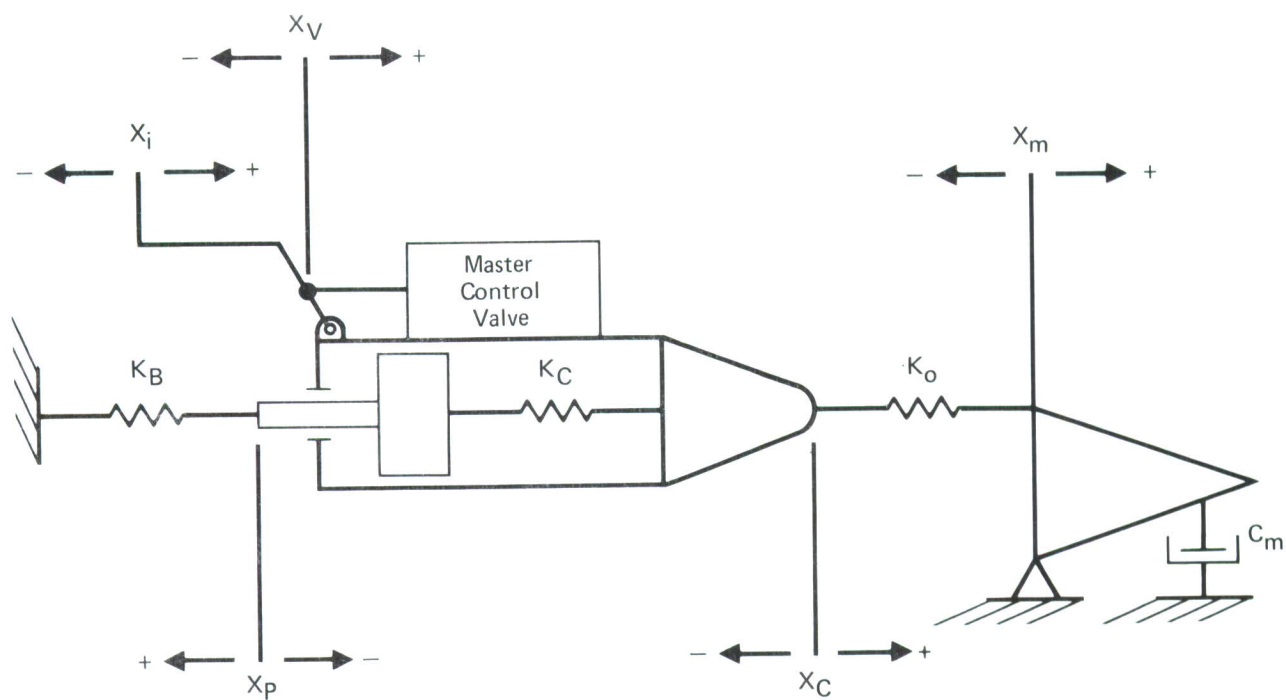 X_V
− +
X_i
− +
X_m
− +
Master
Control
Valve
K_B
K_C
K_o
C_m
+ −
X_P
− +
X_C